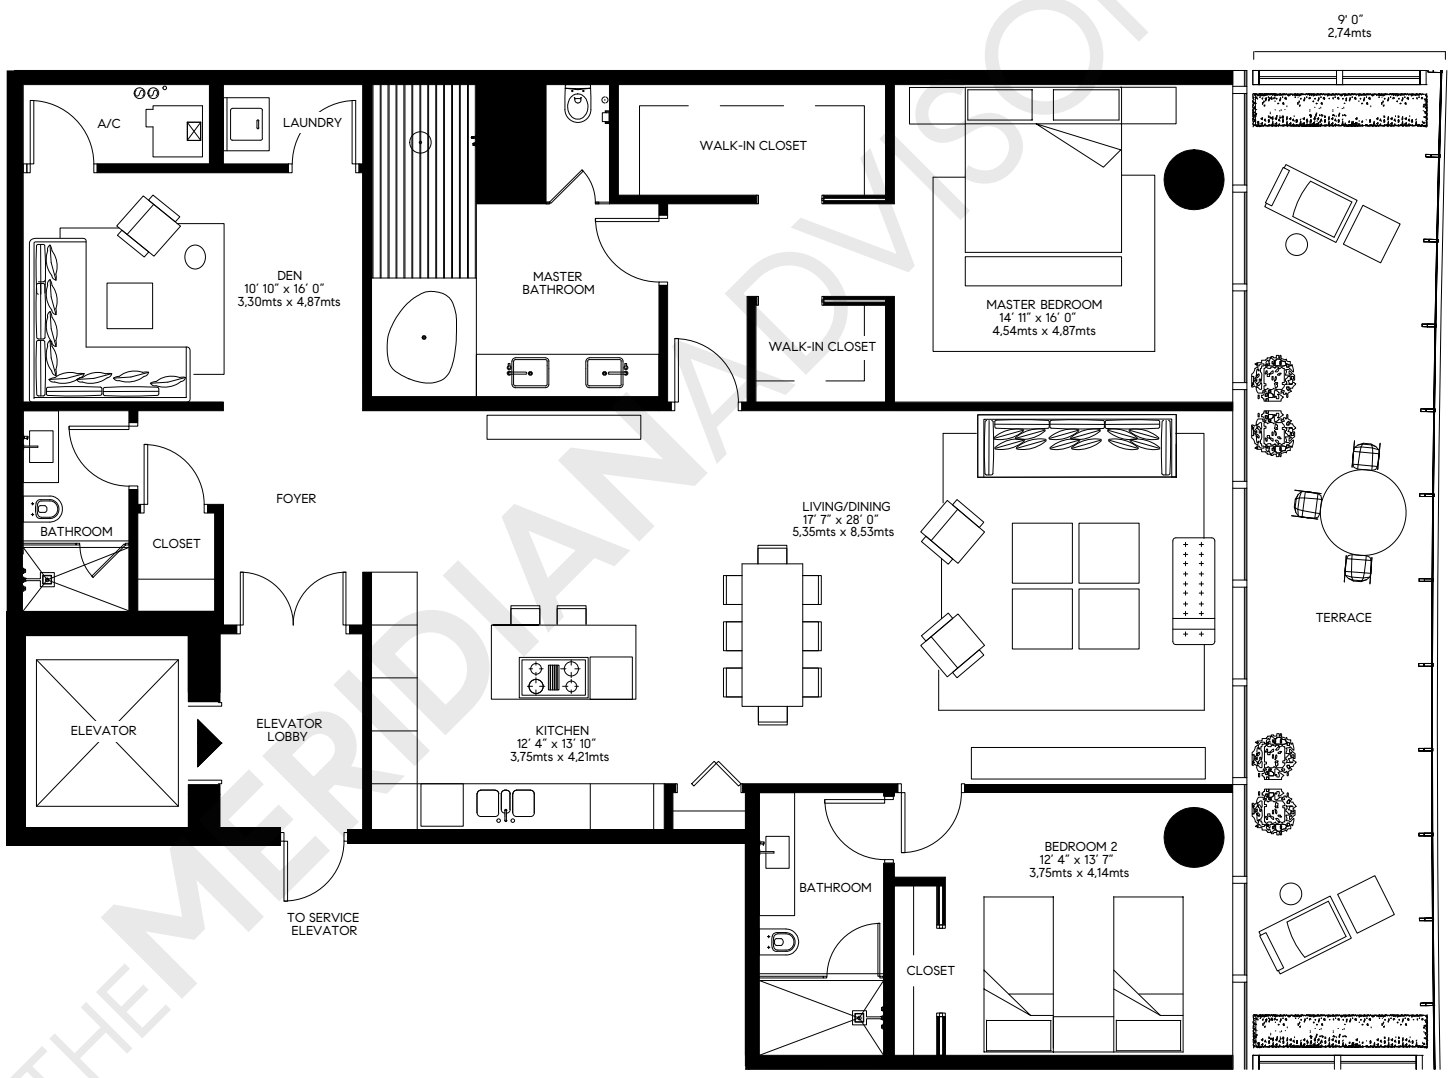 9' 0"
2,74mts
A/C
LAUNDRY
WALK-IN CLOSET
DEN
10' 10" x 16' 0"
3,30mts x 4,87mts
MASTER
BATHROOM
MASTER BEDROOM
14' 11" x 16' 0"
4,54mts x 4,87mts
WALK-IN CLOSET
FOYER
LIVING/DINING
17' 7" x 28' 0"
5,35mts x 8,53mts
BATHROOM
CLOSET
TERRACE
ELEVATOR
ELEVATOR
LOBBY
KITCHEN
12' 4" x 13' 10"
3,75mts x 4,21mts
BEDROOM 2
12' 4" x 13' 7"
3,75mts x 4,14mts
BATHROOM
TO SERVICE
ELEVATOR
CLOSET
THE MERIDIAN ADVISOR